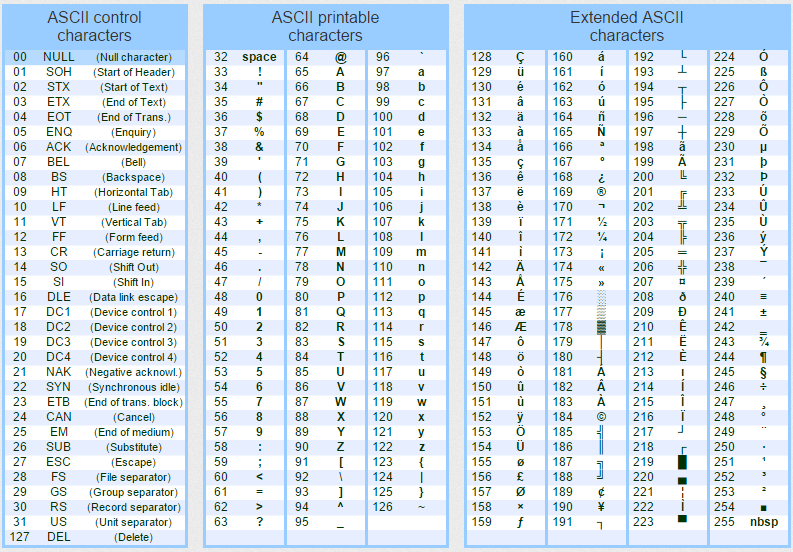 ASCII control
characters
00 NULL (Null character)
01 SOH (Start of Header)
02 STX (Start of Text)
03 ETX (End of Text)
04 EOT (End of Trans.)
05 ENQ (Enquiry)
06 ACK (Acknowledgement)
07 BEL (Bell)
08 BS (Backspace)
09 HT (Horizontal Tab)
10 LF (Line feed)
11 VT (Vertical Tab)
12 FF (Form feed)
13 CR (Carriage return)
14 SO (Shift Out)
15 SI (Shift In)
16 DLE (Data link escape)
17 DC1 (Device control 1)
18 DC2 (Device control 2)
19 DC3 (Device control 3)
20 DC4 (Device control 4)
21 NAK (Negative acknowl.)
22 SYN (Synchronous idle)
23 ETB (End of trans. block)
24 CAN (Cancel)
25 EM (End of medium)
26 SUB (Substitute)
27 ESC (Escape)
28 FS (File separator)
29 GS (Group separator)
30 RS (Record separator)
31 US (Unit separator)
127 DEL (Delete)
ASCII printable
characters
32 space 64 @ 96 `
33 ! 65 A 97 a
34 " 66 B 98 b
35 # 67 C 99 c
36 $ 68 D 100 d
37 % 69 E 101 e
38 & 70 F 102 f
39 ' 71 G 103 g
40 ( 72 H 104 h
41 ) 73 I 105 i
42 * 74 J 106 j
43 + 75 K 107 k
44 , 76 L 108 l
45 - 77 M 109 m
46 . 78 N 110 n
47 / 79 O 111 o
48 0 80 P 112 p
49 1 81 Q 113 q
50 2 82 R 114 r
51 3 83 S 115 s
52 4 84 T 116 t
53 5 85 U 117 u
54 6 86 V 118 v
55 7 87 W 119 w
56 8 88 X 120 x
57 9 89 Y 121 y
58 : 90 Z 122 z
59 ; 91 [ 123 {
60 < 92 \ 124 |
61 = 93 ] 125 }
62 > 94 ^ 126 ~
63 ? 95 _
Extended ASCII
characters
128 Ç 160 á 192 └ 224 Ó
129 ü 161 í 193 ┴ 225 ß
130 é 162 ó 194 ┬ 226 Ô
131 â 163 ú 195 ├ 227 Ò
132 ä 164 ñ 196 ─ 228 õ
133 à 165 Ñ 197 ┼ 229 Õ
134 å 166 ª 198 ã 230 µ
135 ç 167 º 199 Ã 231 þ
136 ê 168 ¿ 200 ╚ 232 Þ
137 ë 169 ® 201 ╔ 233 Ú
138 è 170 ¬ 202 ╩ 234 Û
139 ï 171 ½ 203 ╦ 235 Ù
140 î 172 ¼ 204 ╠ 236 ý
141 ì 173 ¡ 205 ═ 237 Ý
142 Ä 174 « 206 ╬ 238 ¯
143 Å 175 » 207 ¤ 239 ´
144 É 176 ░ 208 ð 240 ≡
145 æ 177 ▒ 209 Ð 241 ±
146 Æ 178 ▓ 210 Ê 242 ‗
147 ô 179 │ 211 Ë 243 ¾
148 ö 180 ┤ 212 È 244 ¶
149 ò 181 Á 213 ı 245 §
150 û 182 Â 214 Í 246 ÷
151 ù 183 À 215 Î 247 ¸
152 ÿ 184 © 216 Ï 248 °
153 Ö 185 ╣ 217 ┘ 249 ¨
154 Ü 186 ║ 218 ┌ 250 ·
155 ø 187 ╗ 219 █ 251 ¹
156 £ 188 ╝ 220 ▄ 252 ³
157 Ø 189 ¢ 221 ¦ 253 ²
158 × 190 ¥ 222 Ì 254 ■
159 ƒ 191 ┐ 223 ▀ 255 nbsp